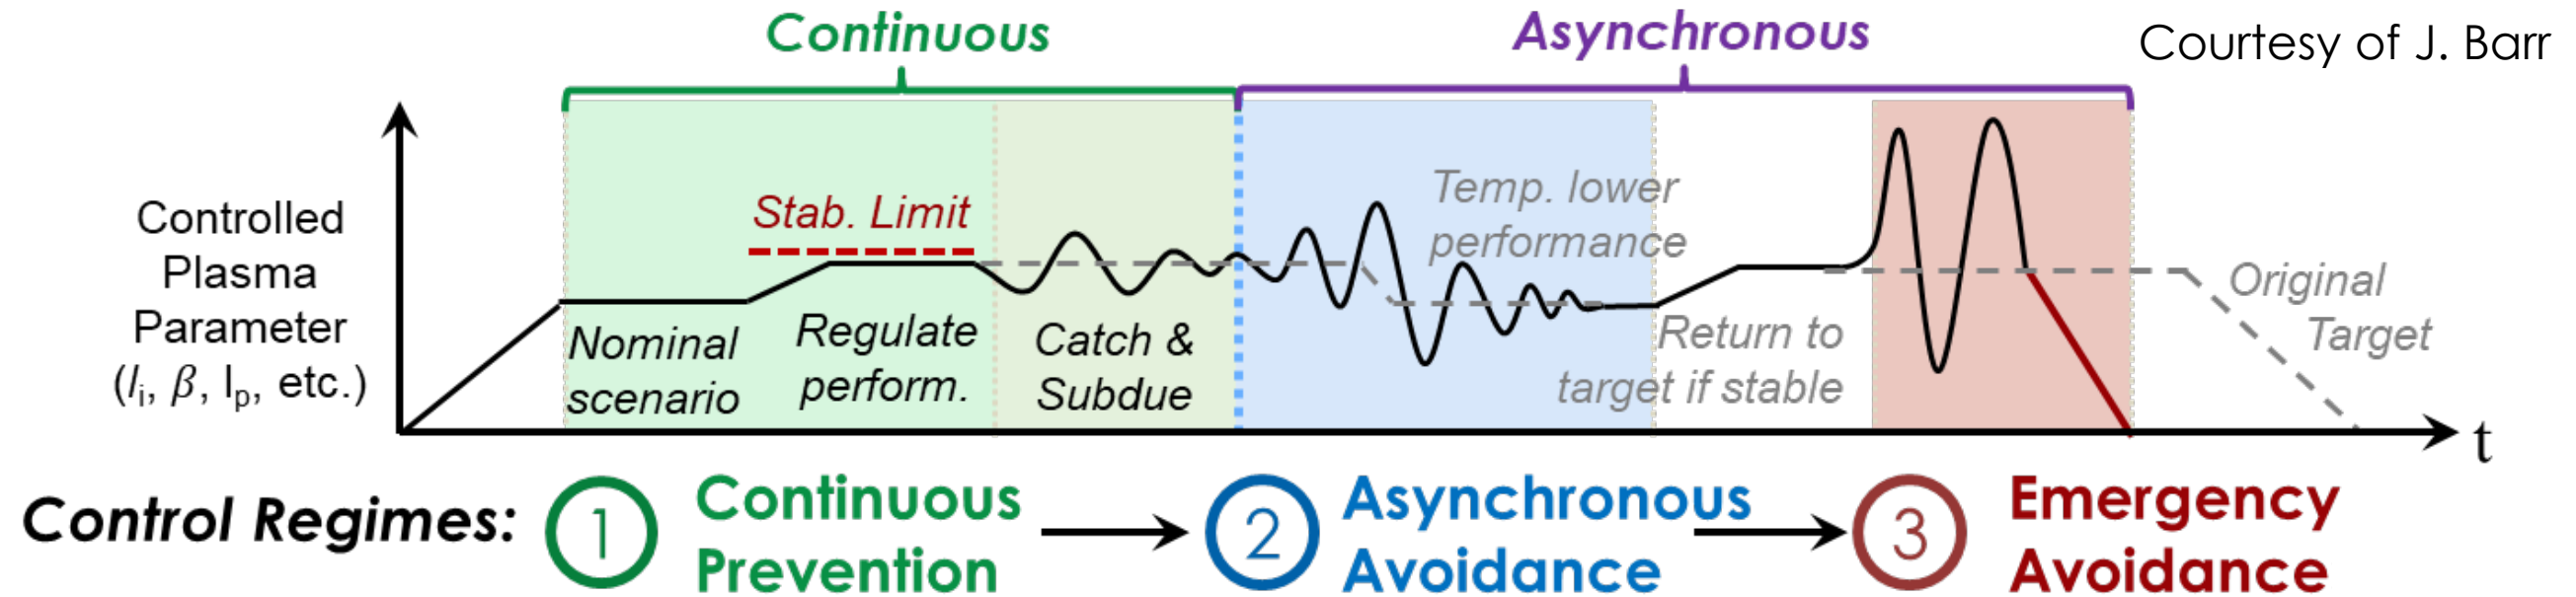 Continuous
Asynchronous
Courtesy of J. Barr
Controlled
Plasma
Parameter
(lᵢ, β, Iₚ, etc.)
Stab. Limit
Nominal
scenario
Regulate
perform.
Catch &
Subdue
Temp. lower
performance
Return to
target if stable
Original
Target
t
Control Regimes:
1
Continuous
Prevention
2
Asynchronous
Avoidance
3
Emergency
Avoidance